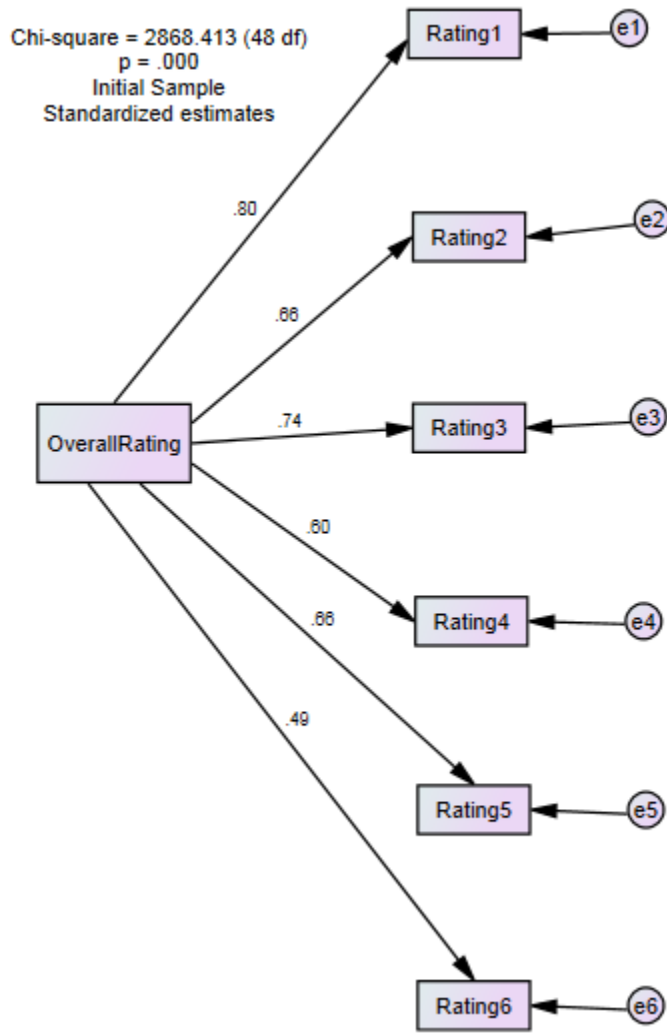 Chi-square = 2868.413 (48 df)
p = .000
Initial Sample
Standardized estimates
Rating1
e1
.80
Rating2
e2
.66
OverallRating
.74
Rating3
e3
.60
Rating4
e4
.66
.49
Rating5
e5
Rating6
e6